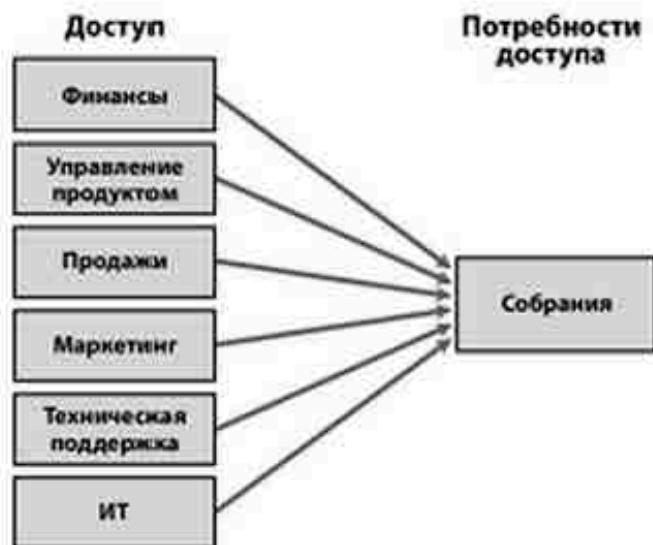 Доступ
Потребности
доступа
Финансы
Управление
продуктом
Продажи
Маркетинг
Техническая
поддержка
ИТ
Собрания